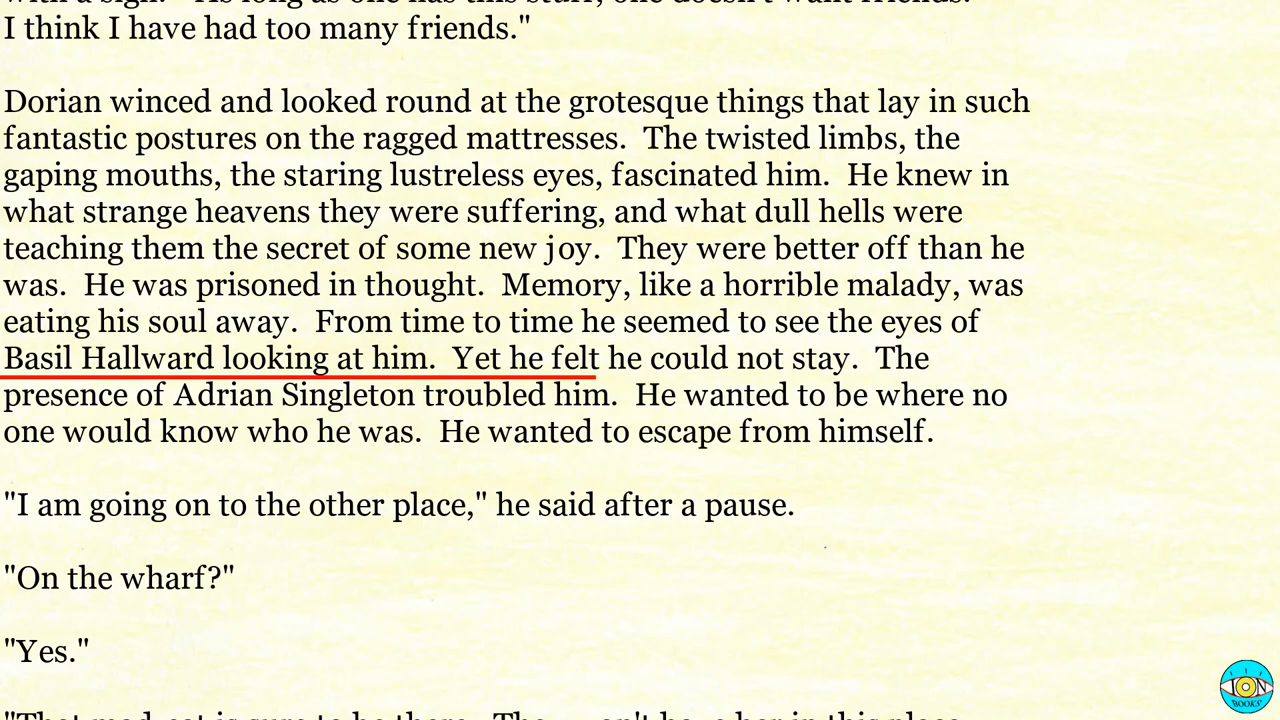 I think I have had too many friends."
Dorian winced and looked round at the grotesque things that lay in such
fantastic postures on the ragged mattresses.  The twisted limbs, the
gaping mouths, the staring lustreless eyes, fascinated him.  He knew in
what strange heavens they were suffering, and what dull hells were
teaching them the secret of some new joy.  They were better off than he
was.  He was prisoned in thought.  Memory, like a horrible malady, was
eating his soul away.  From time to time he seemed to see the eyes of
Basil Hallward looking at him.  Yet he felt he could not stay.  The
presence of Adrian Singleton troubled him.  He wanted to be where no
one would know who he was.  He wanted to escape from himself.
"I am going on to the other place," he said after a pause.
"On the wharf?"
"Yes."
ION
BOOKS